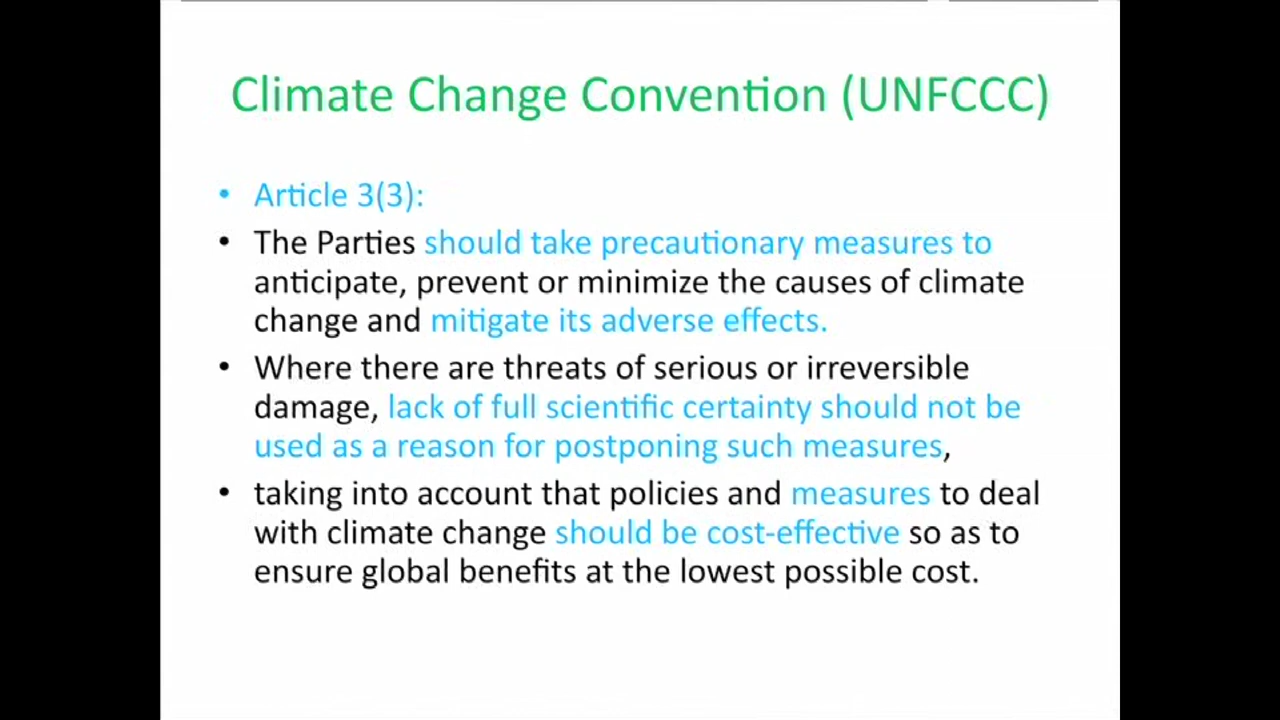 Climate Change Convention (UNFCCC)
• Article 3(3):
• The Parties should take precautionary measures to
anticipate, prevent or minimize the causes of climate
change and mitigate its adverse effects.
• Where there are threats of serious or irreversible
damage, lack of full scientific certainty should not be
used as a reason for postponing such measures,
• taking into account that policies and measures to deal
with climate change should be cost-effective so as to
ensure global benefits at the lowest possible cost.